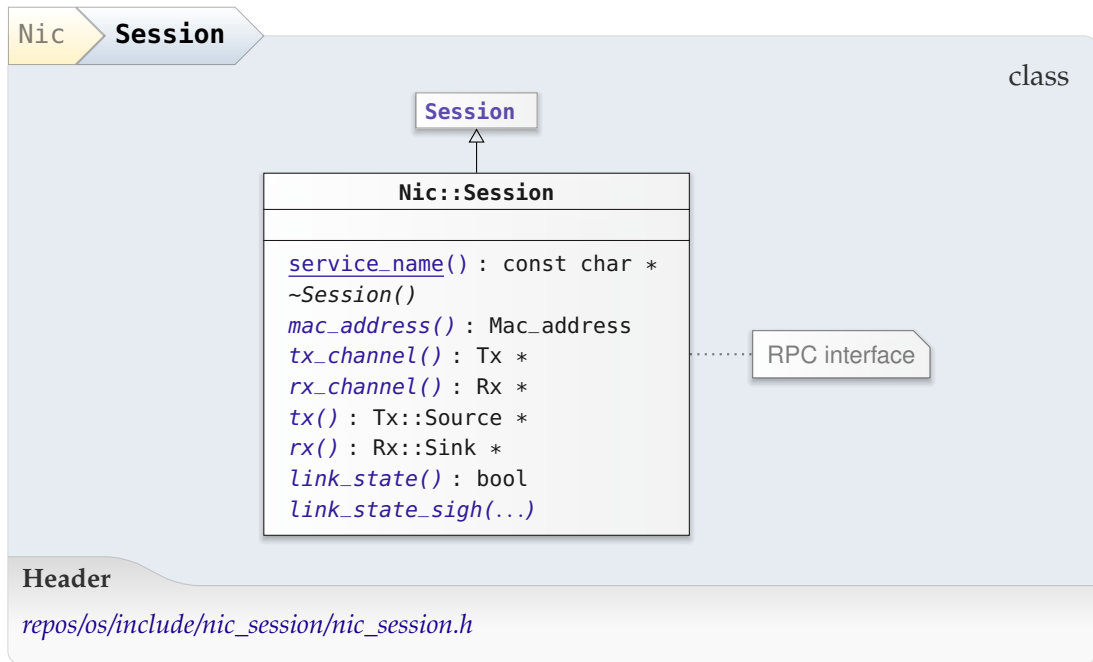 Nic Session
class
Session
Nic::Session
service_name() : const char *
~Session()
mac_address() : Mac_address
tx_channel() : Tx *
rx_channel() : Rx *
tx() : Tx::Source *
rx() : Rx::Sink *
link_state() : bool
link_state_sigh(...)
RPC interface
Header
repos/os/include/nic_session/nic_session.h